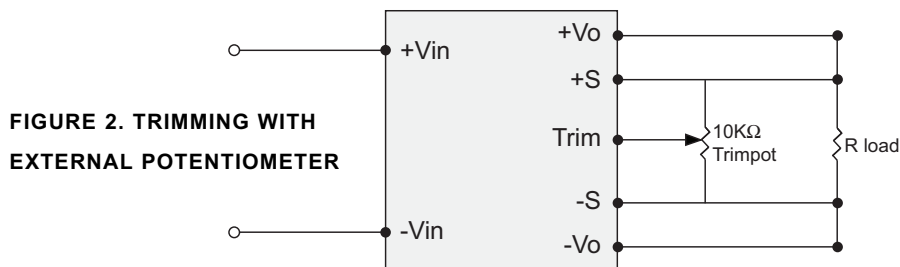 FIGURE 2. TRIMMING WITH
EXTERNAL POTENTIOMETER
+Vin
-Vin
+Vo
+S
Trim
-S
-Vo
10KΩ
Trimpot
R load